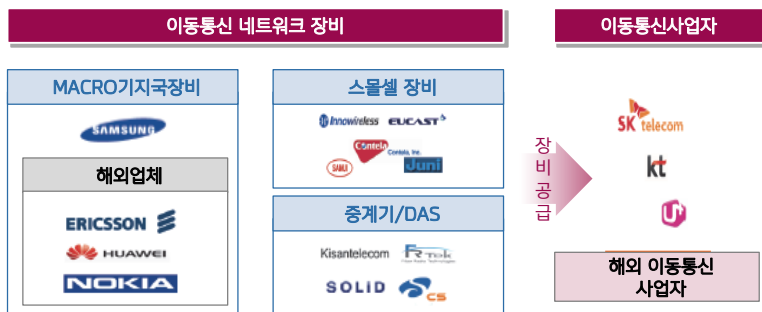 이동통신 네트워크 장비
이동통신사업자
MACRO기지국장비
SAMSUNG
해외업체
ERICSSON
HUAWEI
NOKIA
스몰셀 장비
Innowireless EUCAST
Contela
Contela, Inc.
SAMJI
Juni
중계기/DAS
Kisantelecom FRTek
SOLiD CS
장비공급
SK telecom
kt
U+
해외 이동통신
사업자